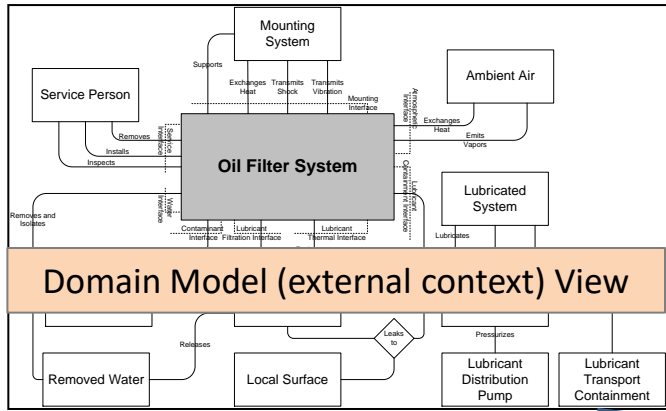 Mounting
System
Supports
Exchanges
Heat
Transmits
Shock
Transmits
Vibration
Mounting
Interface
Service Person
Removes
Installs
Inspects
Service
Interface
Ambient Air
Atmospheric
Interface
Exchanges
Heat
Emits
Vapors
Oil Filter System
Water
Interface
Removes and
Isolates
Contaminant
Interface
Lubricant
Filtration Interface
Lubricant
Thermal Interface
Lubricant
Containment Interface
Lubricated
System
Lubricates
Domain Model (external context) View
Releases
Leaks
to
Pressurizes
Removed Water
Local Surface
Lubricant
Distribution
Pump
Lubricant
Transport
Containment